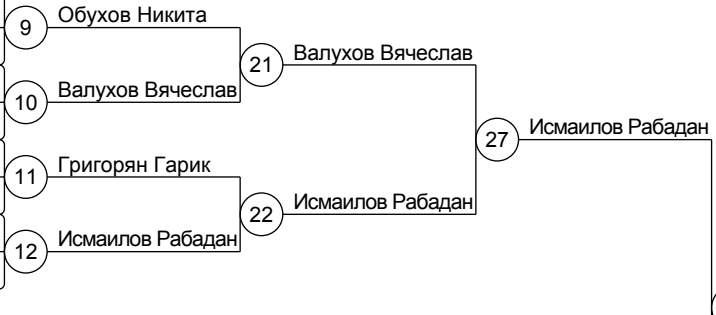 9
Обухов Никита
10
Валухов Вячеслав
11
Григорян Гарик
12
Исмаилов Рабадан
21
Валухов Вячеслав
22
Исмаилов Рабадан
27
Исмаилов Рабадан